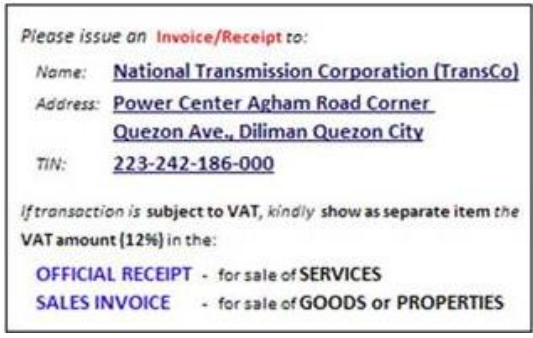 Please issue an Invoice/Receipt to:
Name: National Transmission Corporation (TransCo)
Address: Power Center Agham Road Corner
Quezon Ave., Diliman Quezon City
TIN: 223-242-186-000
If transaction is subject to VAT, kindly show as separate item the
VAT amount (12%) in the:
OFFICIAL RECEIPT - for sale of SERVICES
SALES INVOICE - for sale of GOODS or PROPERTIES